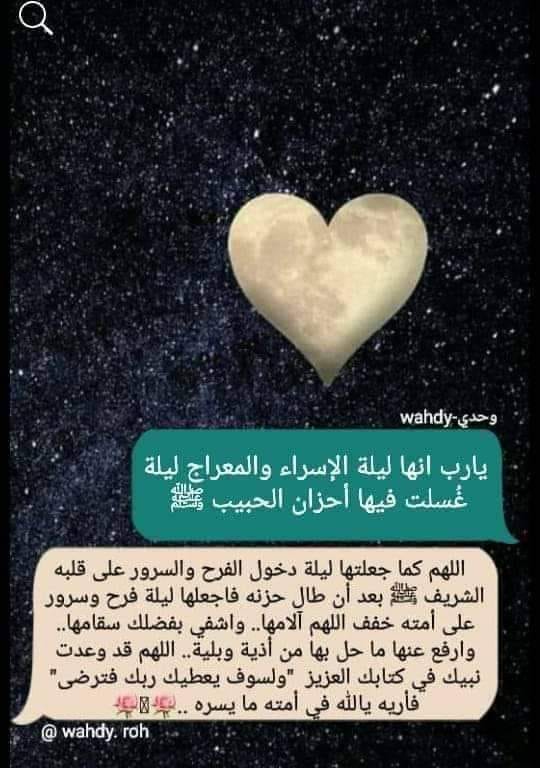 وحدي-wahdy
يارب انها ليلة الإسراء والمعراج ليلة
غُسلت فيها أحزان الحبيب ﷺ
اللهم كما جعلتها ليلة دخول الفرح والسرور على قلبه
الشريف ﷺ بعد أن طال حزنه فاجعلها ليلة فرح وسرور
على أمته خفف اللهم آلامها.. واشفي بفضلك سقامها..
وارفع عنها ما حل بها من أذية وبلية.. اللهم قد وعدت
نبيك في كتابك العزيز "ولسوف يعطيك ربك فترضى"
فأريه يالله في أمته ما يسره ..
@ wahdy. roh